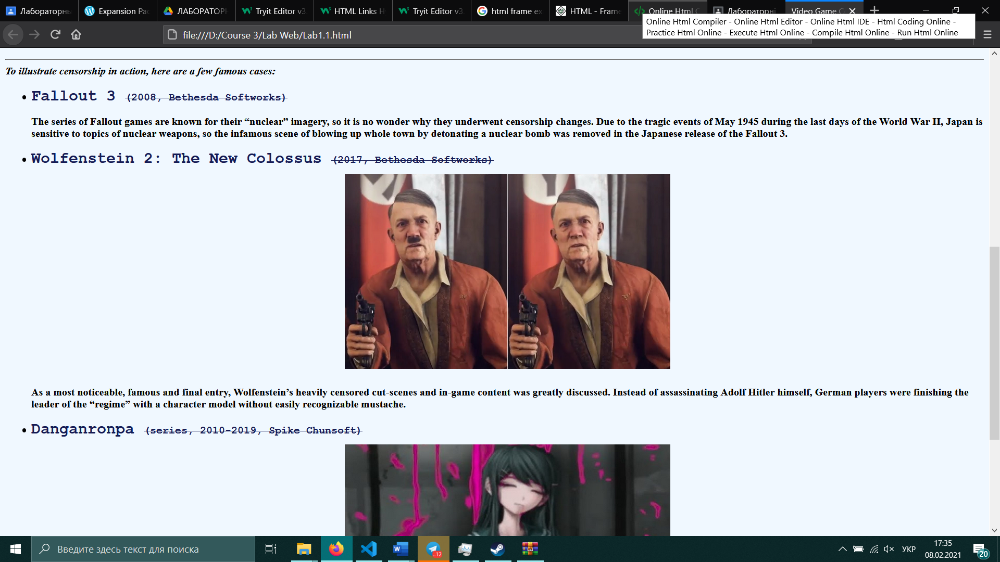 Лабораторны
Expansion Pac
ЛАБОРАТОРН
Tryit Editor v3.
HTML Links H
Tryit Editor v3.
html frame ex
HTML - Frame
Online Html C
Лабораторні
Video Game C
Online Html Compiler - Online Html Editor - Online Html IDE - Html Coding Online -
Practice Html Online - Execute Html Online - Compile Html Online - Run Html Online
file:///D:/Course 3/Lab Web/Lab1.1.html
To illustrate censorship in action, here are a few famous cases:
Fallout 3 (2008, Bethesda Softworks)
The series of Fallout games are known for their “nuclear” imagery, so it is no wonder why they underwent censorship changes. Due to the tragic events of May 1945 during the last days of the World War II, Japan is
sensitive to topics of nuclear weapons, so the infamous scene of blowing up whole town by detonating a nuclear bomb was removed in the Japanese release of the Fallout 3.
Wolfenstein 2: The New Colossus (2017, Bethesda Softworks)
As a most noticeable, famous and final entry, Wolfenstein’s heavily censored cut-scenes and in-game content was greatly discussed. Instead of assassinating Adolf Hitler himself, German players were finishing the
leader of the “regime” with a character model without easily recognizable mustache.
Danganronpa (series, 2010-2019, Spike Chunsoft)
Введите здесь текст для поиска
..12
УКР
17:35
08.02.2021
20